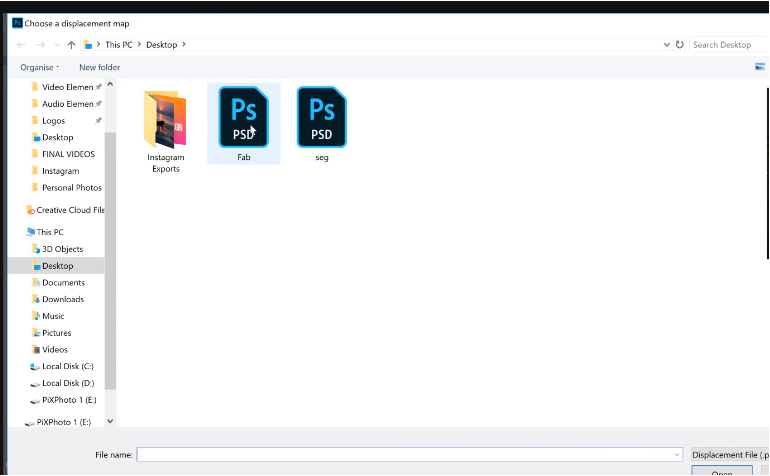 Ps Choose a displacement map
This PC > Desktop >
Search Desktop
Organise
New folder
Video Elemen
Audio Elemen
Logos
Desktop
FINAL VIDEOS
Instagram
Personal Photos
Creative Cloud File
This PC
3D Objects
Desktop
Documents
Downloads
Music
Pictures
Videos
Local Disk (C:)
Local Disk (D:)
PiXPhoto 1 (E:)
PiXPhoto 1 (E:)
Ps
PSD
Ps
PSD
Instagram
Exports
Fab
seg
File name:
Displacement File (.p
Open